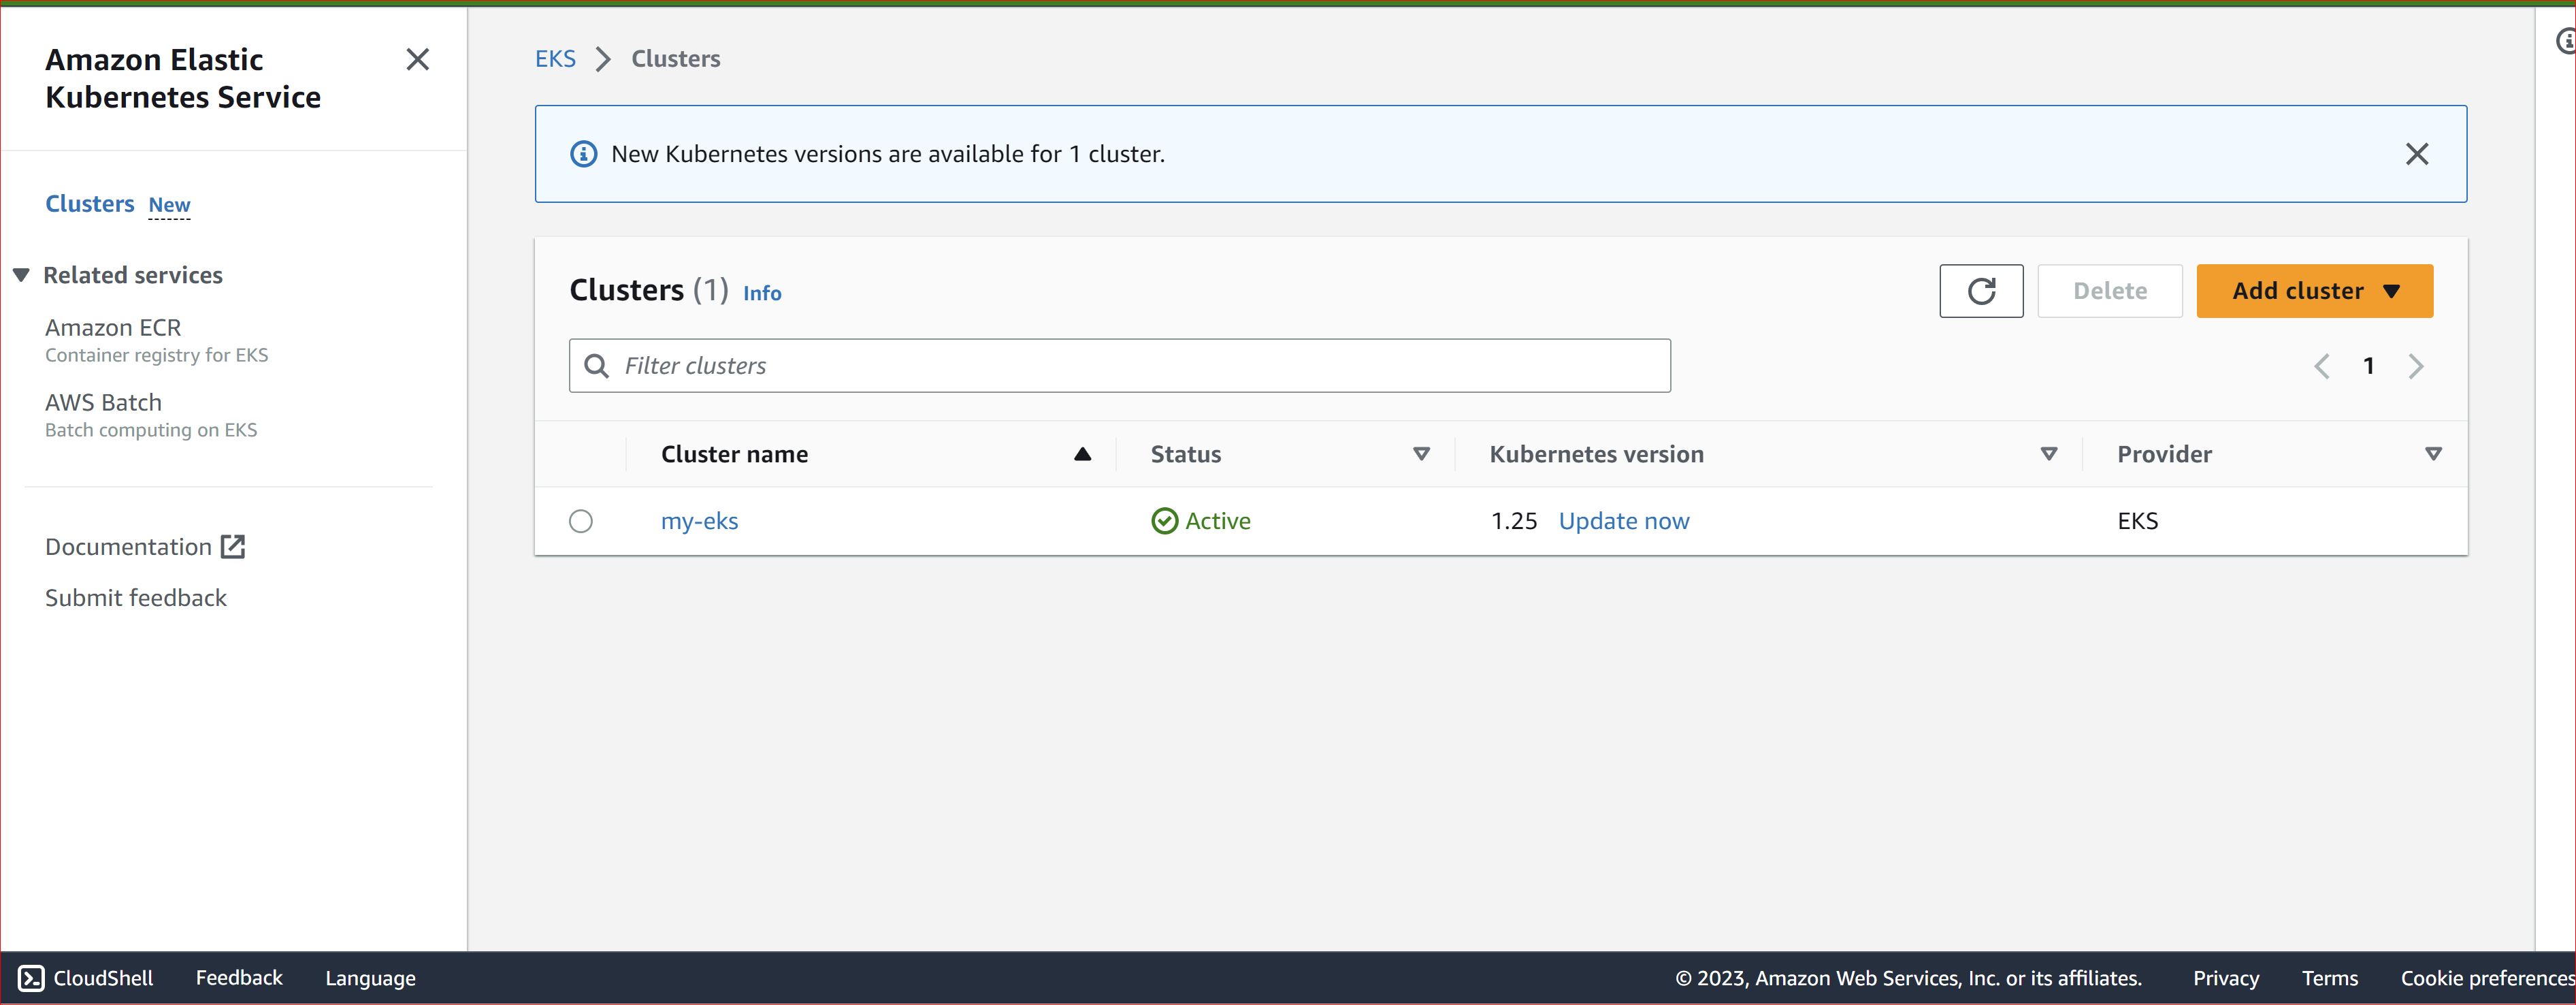 Amazon Elastic
Kubernetes Service
Clusters New
Related services
Amazon ECR
Container registry for EKS
AWS Batch
Batch computing on EKS
Documentation
Submit feedback
EKS Clusters
New Kubernetes versions are available for 1 cluster.
Clusters (1) Info
Delete
Add cluster
Filter clusters
1
Cluster name Status Kubernetes version Provider
my-eks Active 1.25 Update now EKS
CloudShell Feedback Language © 2023, Amazon Web Services, Inc. or its affiliates. Privacy Terms Cookie preferences